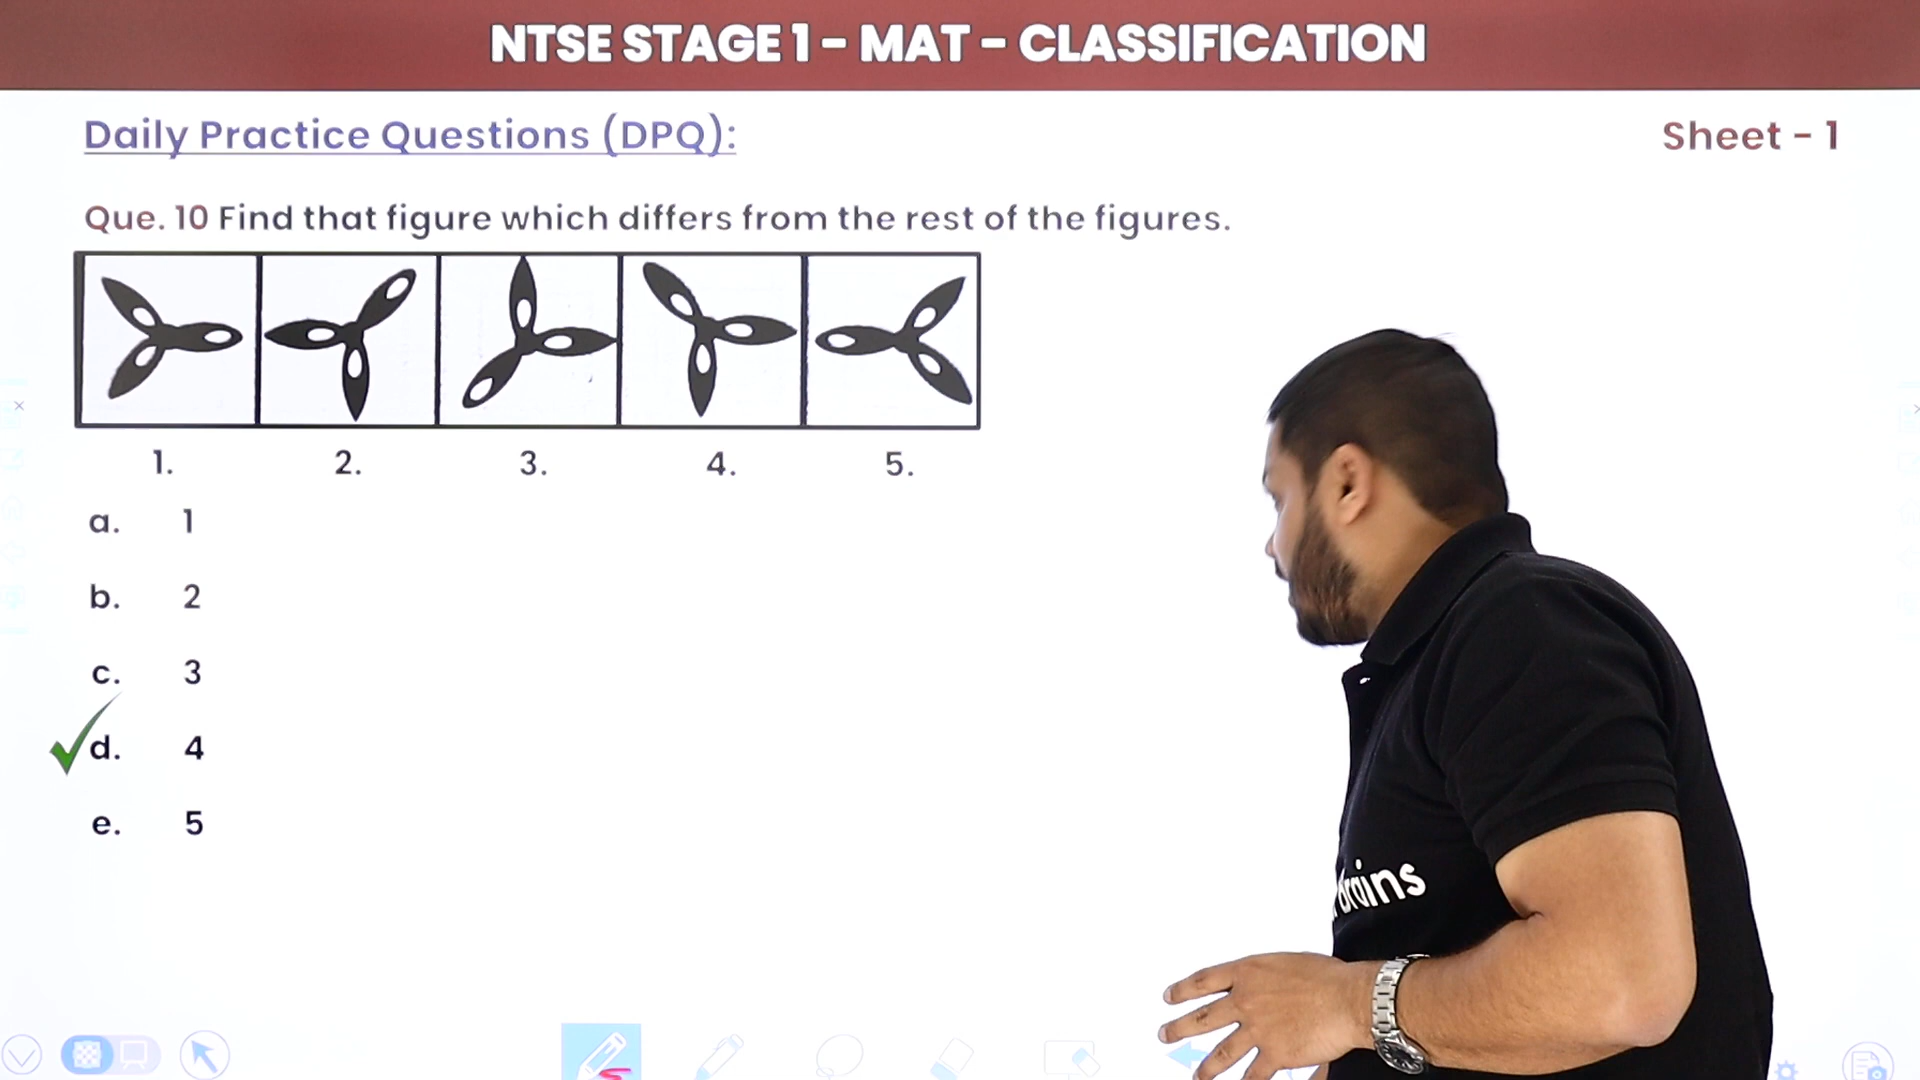 NTSE STAGE 1 - MAT - CLASSIFICATION
Daily Practice Questions (DPQ):
Sheet - 1
Que. 10 Find that figure which differs from the rest of the figures.
1. 2. 3. 4. 5.
a. 1
b. 2
c. 3
d. 4
e. 5
brains